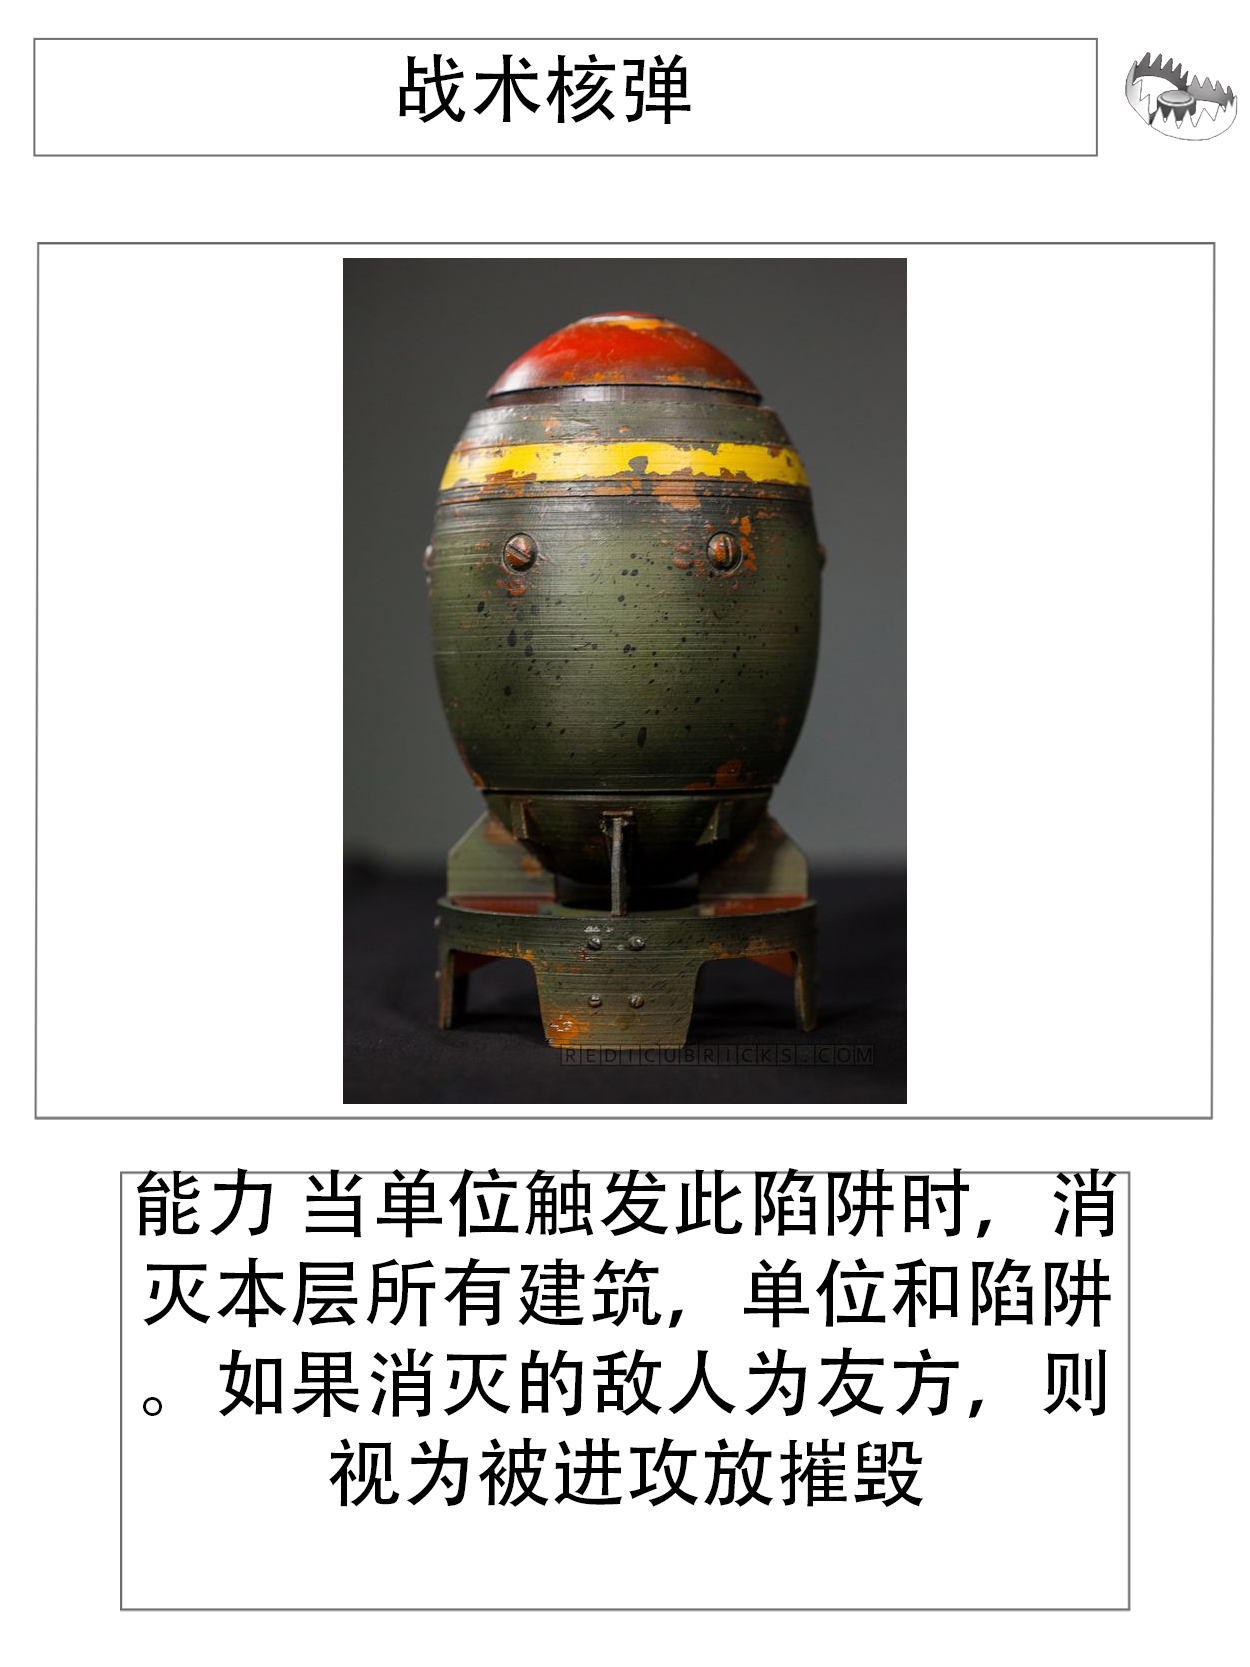 战术核弹
REDICUBRICKS.COM
能力 当单位触发此陷阱时，消
灭本层所有建筑，单位和陷阱
。如果消灭的敌人为友方，则
视为被进攻放摧毁